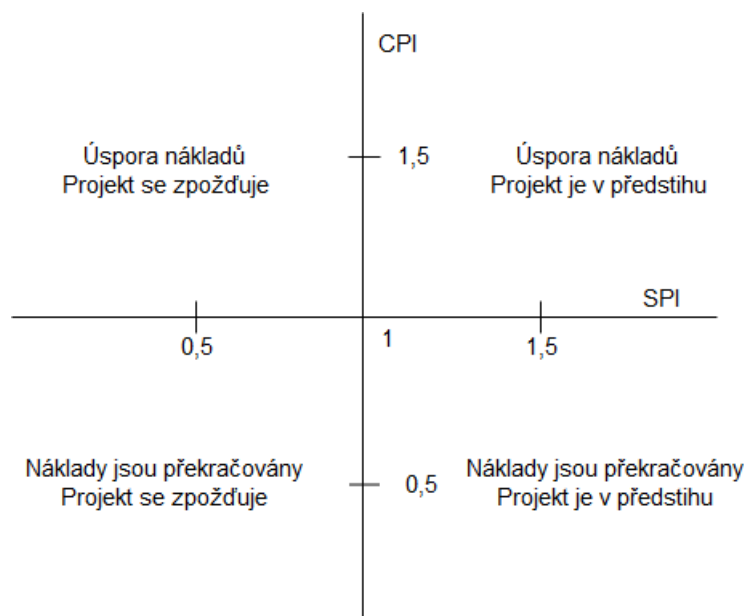 CPI
Úspora nákladů
Projekt se zpožďuje
1,5
Úspora nákladů
Projekt je v předstihu
SPI
0,5
1
1,5
Náklady jsou překračovány
Projekt se zpožďuje
0,5
Náklady jsou překračovány
Projekt je v předstihu